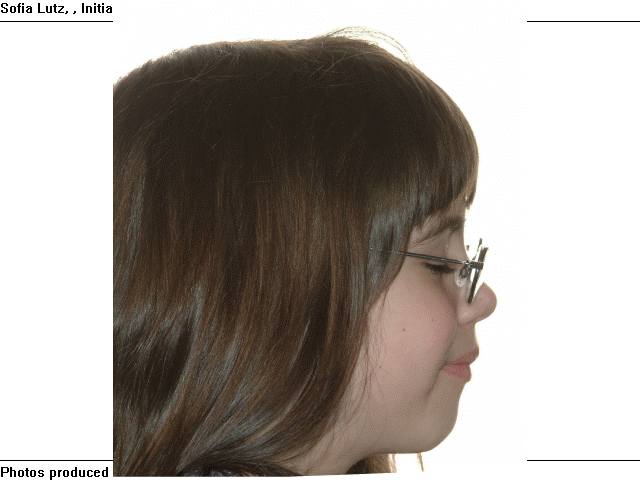 Sofia Lutz, , Initia
Photos produced